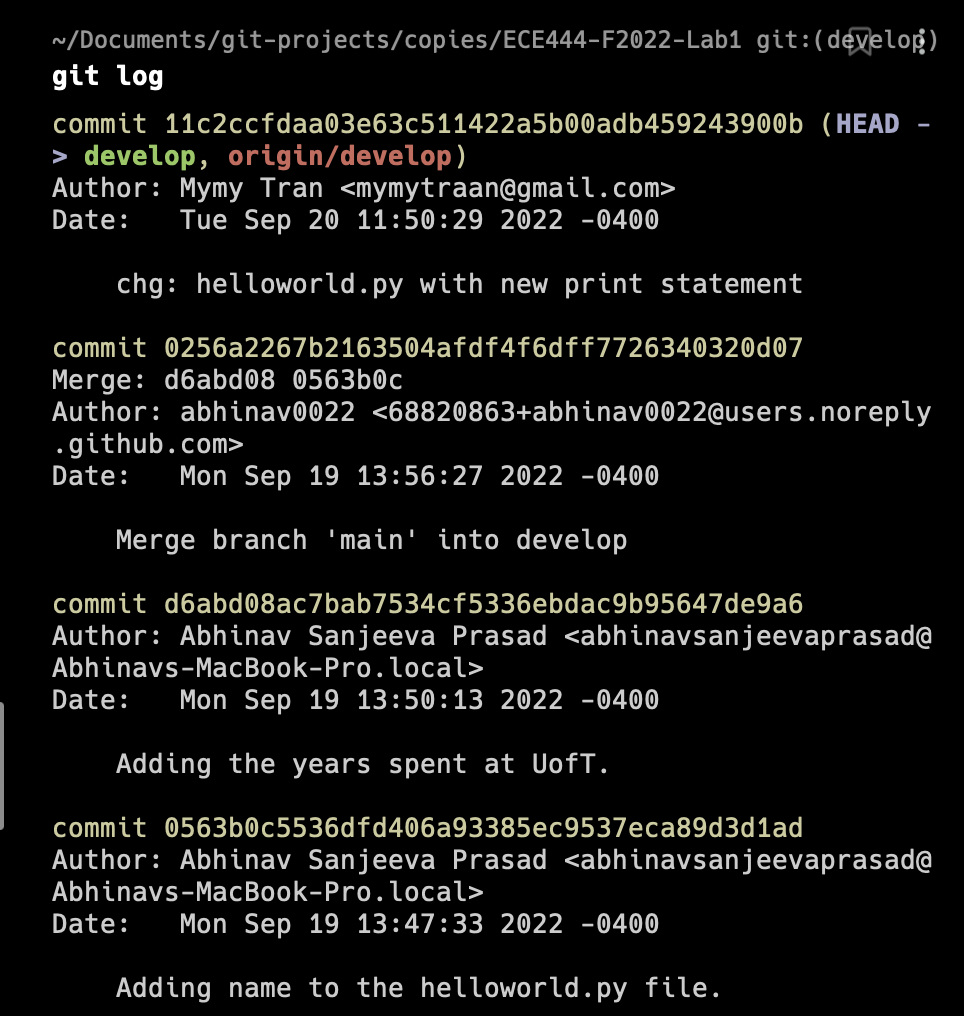 ~/Documents/git-projects/copies/ECE444-F2022-Lab1 git:(develop)
git log
commit 11c2ccfdaa03e63c511422a5b00adb459243900b (HEAD -
> develop, origin/develop)
Author: Mymy Tran <mymytraan@gmail.com>
Date:   Tue Sep 20 11:50:29 2022 -0400
    chg: helloworld.py with new print statement
commit 0256a2267b2163504afdf4f6dff7726340320d07
Merge: d6abd08 0563b0c
Author: abhinav0022 <68820863+abhinav0022@users.noreply
.github.com>
Date:   Mon Sep 19 13:56:27 2022 -0400
    Merge branch 'main' into develop
commit d6abd08ac7bab7534cf5336ebdac9b95647de9a6
Author: Abhinav Sanjeeva Prasad <abhinavsanjeevaprasad@
Abhinavs-MacBook-Pro.local>
Date:   Mon Sep 19 13:50:13 2022 -0400
    Adding the years spent at UofT.
commit 0563b0c5536dfd406a93385ec9537eca89d3d1ad
Author: Abhinav Sanjeeva Prasad <abhinavsanjeevaprasad@
Abhinavs-MacBook-Pro.local>
Date:   Mon Sep 19 13:47:33 2022 -0400
    Adding name to the helloworld.py file.